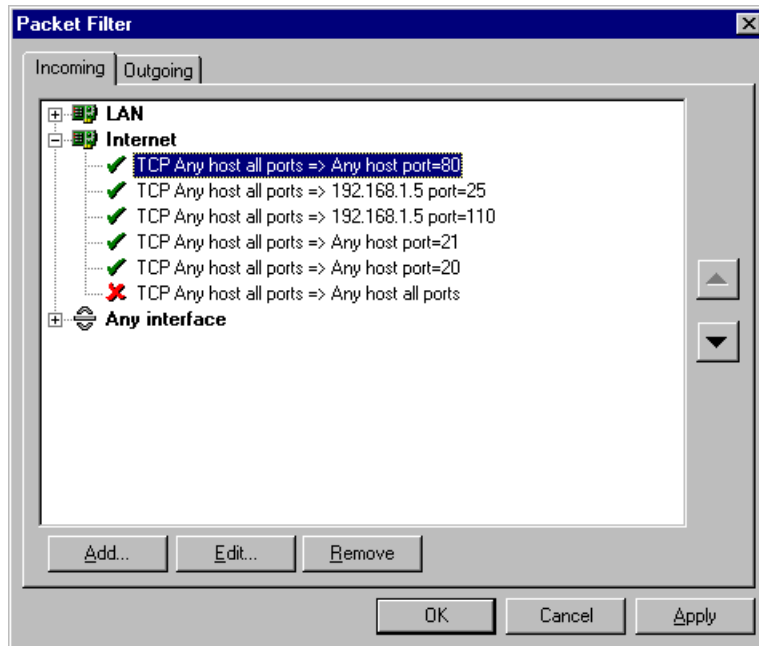 Packet Filter
Incoming Outgoing
LAN
Internet
TCP Any host all ports => Any host port=80
TCP Any host all ports => 192.168.1.5 port=25
TCP Any host all ports => 192.168.1.5 port=110
TCP Any host all ports => Any host port=21
TCP Any host all ports => Any host port=20
TCP Any host all ports => Any host all ports
Any interface
Add... Edit... Remove
OK Cancel Apply